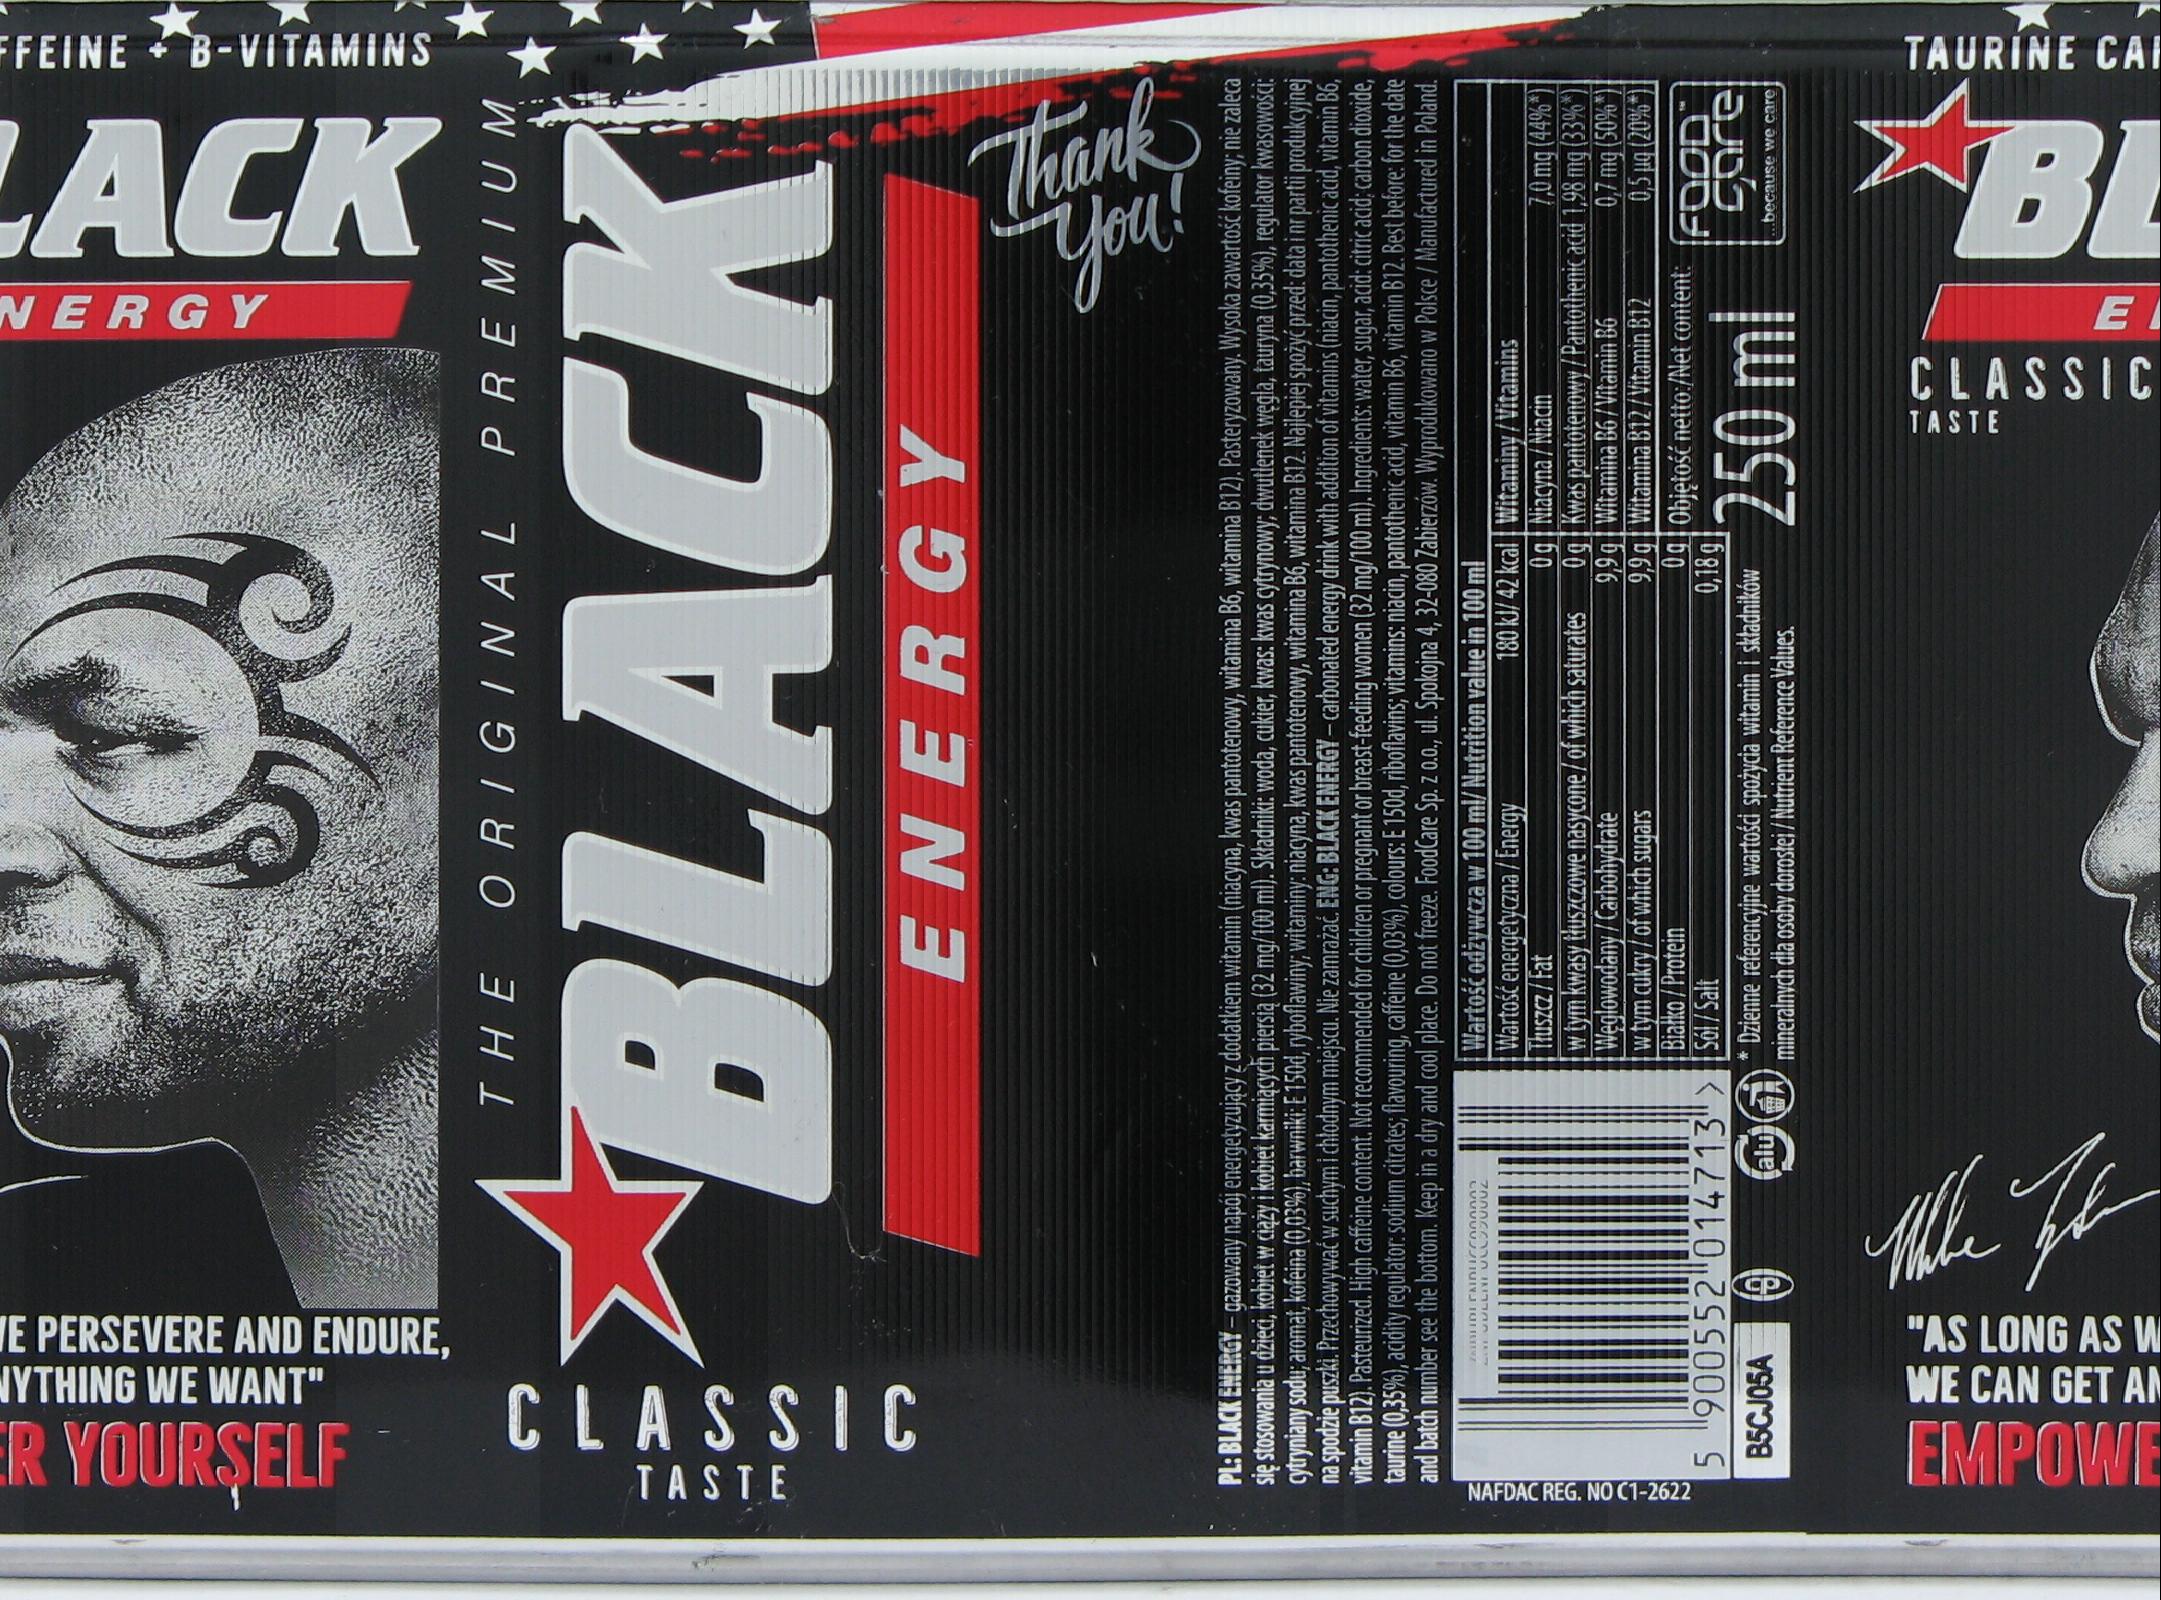 FFEINE + B-VITAMINS
LACK
NERGY
VE PERSEVERE AND ENDURE,
NYTHING WE WANT"
ER YOURSELF
THE ORIGINAL PREMIUM
BLACK
ENERGY
CLASSIC
TASTE
Thank
You!
PL: BLACK ENERGY – gazowany napój energetyzujący z dodatkiem witamin (niacyna, kwas pantotenowy, witamina B6, witamina B12). Pasteryzowany. Wysoka zawartość kofeiny; nie zaleca
się stosowania u dzieci, kobiet w ciąży i kobiet karmiących piersią (32 mg/100 ml). Składniki: woda, cukier, kwas: kwas cytrynowy; dwutlenek węgla, tauryna (0,35%), regulator kwasowości:
cytryniany sodu; aromat, kofeina (0,03%), barwniki: E 150d, ryboflawiny; witaminy: niacyna, kwas pantotenowy, witamina B6, witamina B12. Najlepiej spożyć przed: data i nr partii produkcyjnej
na spodzie puszki. Przechowywać w suchym i chłodnym miejscu. Nie zamrażać. ENG: BLACK ENERGY – carbonated energy drink with addition of vitamins (niacin, pantothenic acid, vitamin B6,
vitamin B12). Pasteurized. High caffeine content. Not recommended for children or pregnant or breast-feeding women (32 mg/100 ml). Ingredients: water, sugar, acid: citric acid; carbon dioxide,
taurine (0,35%), acidity regulator: sodium citrates; flavouring, caffeine (0,03%), colours: E 150d, riboflavins; vitamins: niacin, pantothenic acid, vitamin B6, vitamin B12. Best before: for the date
and batch number see the bottom. Keep in a dry and cool place. Do not freeze. FoodCare Sp. z o.o., ul. Spokojna 4, 32-080 Zabierzów. Wyprodukowano w Polsce / Manufactured in Poland.
Wartość odżywcza w 100 ml/ Nutrition value in 100 ml
Wartość energetyczna / Energy 180 kJ/ 42 kcal
Tłuszcz / Fat 0 g
w tym kwasy tłuszczowe nasycone / of which saturates 0 g
Węglowodany / Carbohydrate 9,9 g
w tym cukry / of which sugars 9,9 g
Białko / Protein 0 g
Sól / Salt 0,18 g
Witaminy / Vitamins
Niacyna / Niacin 7,0 mg (44%*)
Kwas pantotenowy / Pantothenic acid 1,98 mg (33%*)
Witamina B6 / Vitamin B6 0,7 mg (50%*)
Witamina B12 / Vitamin B12 0,5 µg (20%*)
* Dzienne referencyjne wartości spożycia witamin i składników
mineralnych dla osoby dorosłej / Nutrient Reference Values.
Objętość netto:/Net content:
250 ml
FOOD
care™
...because we care
5 900552 014713 >
alu
B5CJ05A
NAFDAC REG. NO C1-2622
TAURINE CA
BL
E
CLASSIC
TASTE
Mike Tyson
"AS LONG AS W
WE CAN GET AN
EMPOWE